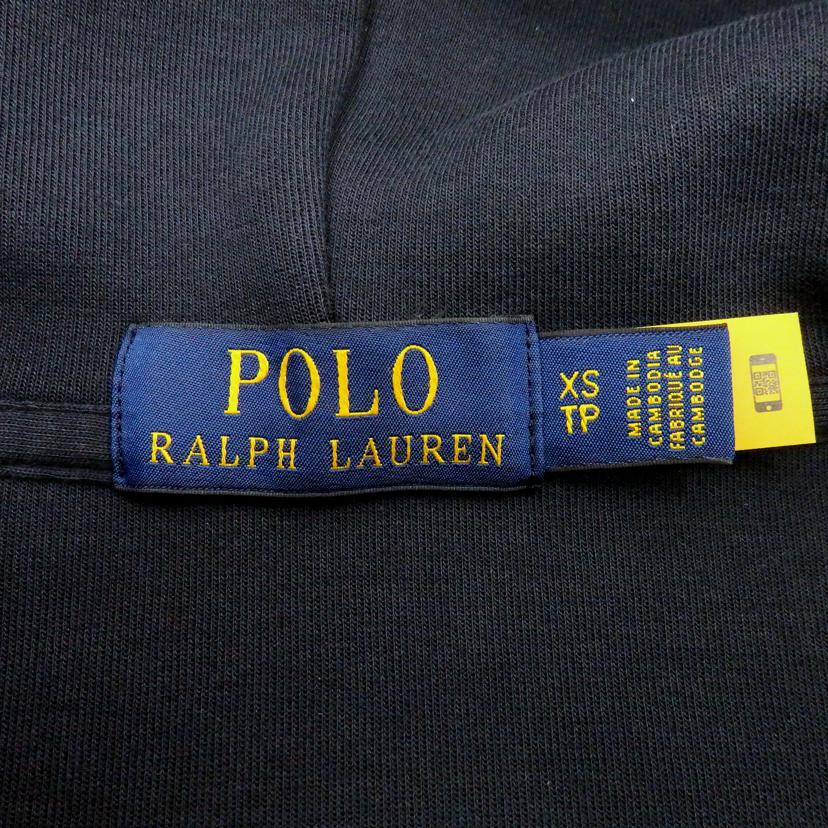 POLO
RALPH LAUREN
XS
TP
MADE IN
CAMBODIA
FABRIQUÉ AU
CAMBODGE